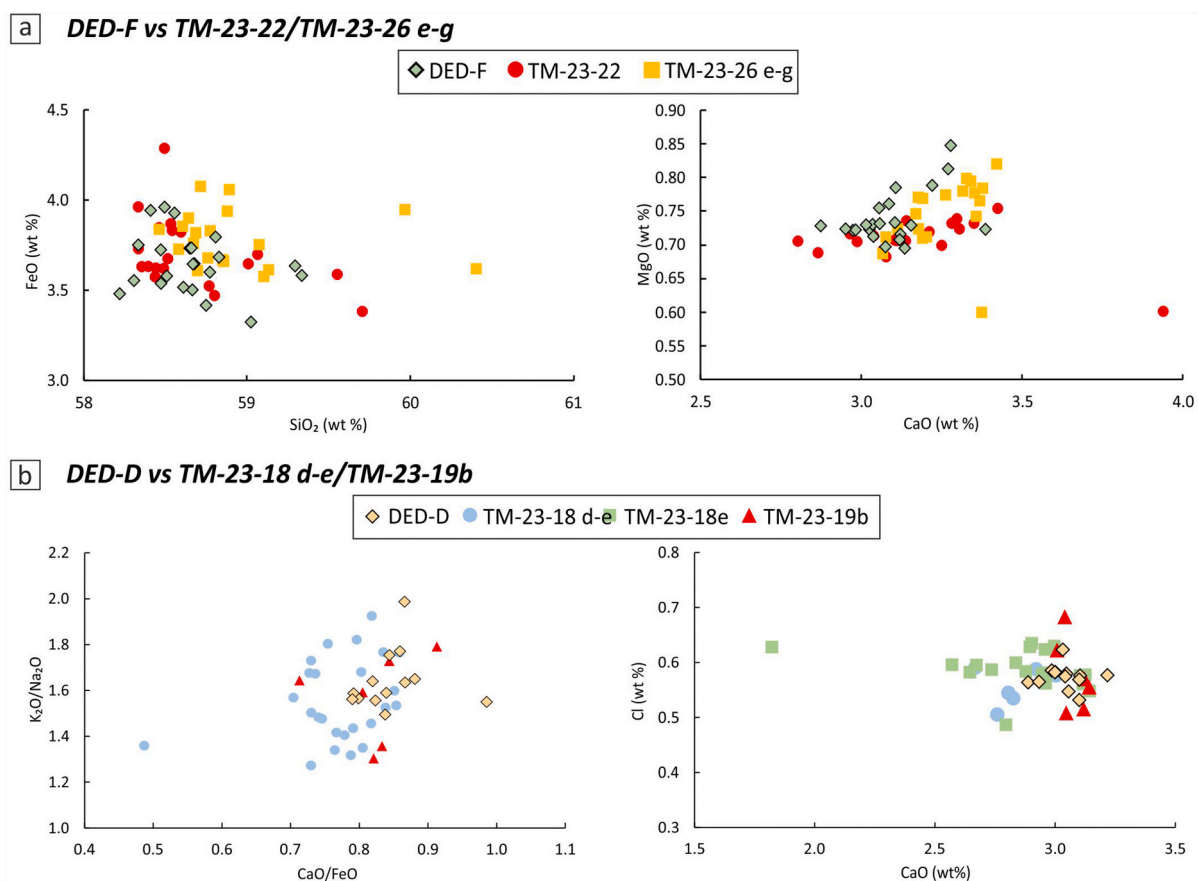 a DED-F vs TM-23-22/TM-23-26 e-g
DED-F TM-23-22 TM-23-26 e-g
4.5
4.0
3.5
3.0
FeO (wt %)
58 59 60 61
SiO₂ (wt %)
0.90
0.85
0.80
0.75
0.70
0.65
0.60
0.55
0.50
MgO (wt %)
2.5 3.0 3.5 4.0
CaO (wt %)
b DED-D vs TM-23-18 d-e/TM-23-19b
DED-D TM-23-18 d-e TM-23-18e TM-23-19b
2.2
2.0
1.8
1.6
1.4
1.2
1.0
K₂O/Na₂O
0.4 0.5 0.6 0.7 0.8 0.9 1.0 1.1
CaO/FeO
0.8
0.7
0.6
0.5
0.4
0.3
Cl (wt %)
1.5 2.0 2.5 3.0 3.5
CaO (wt%)